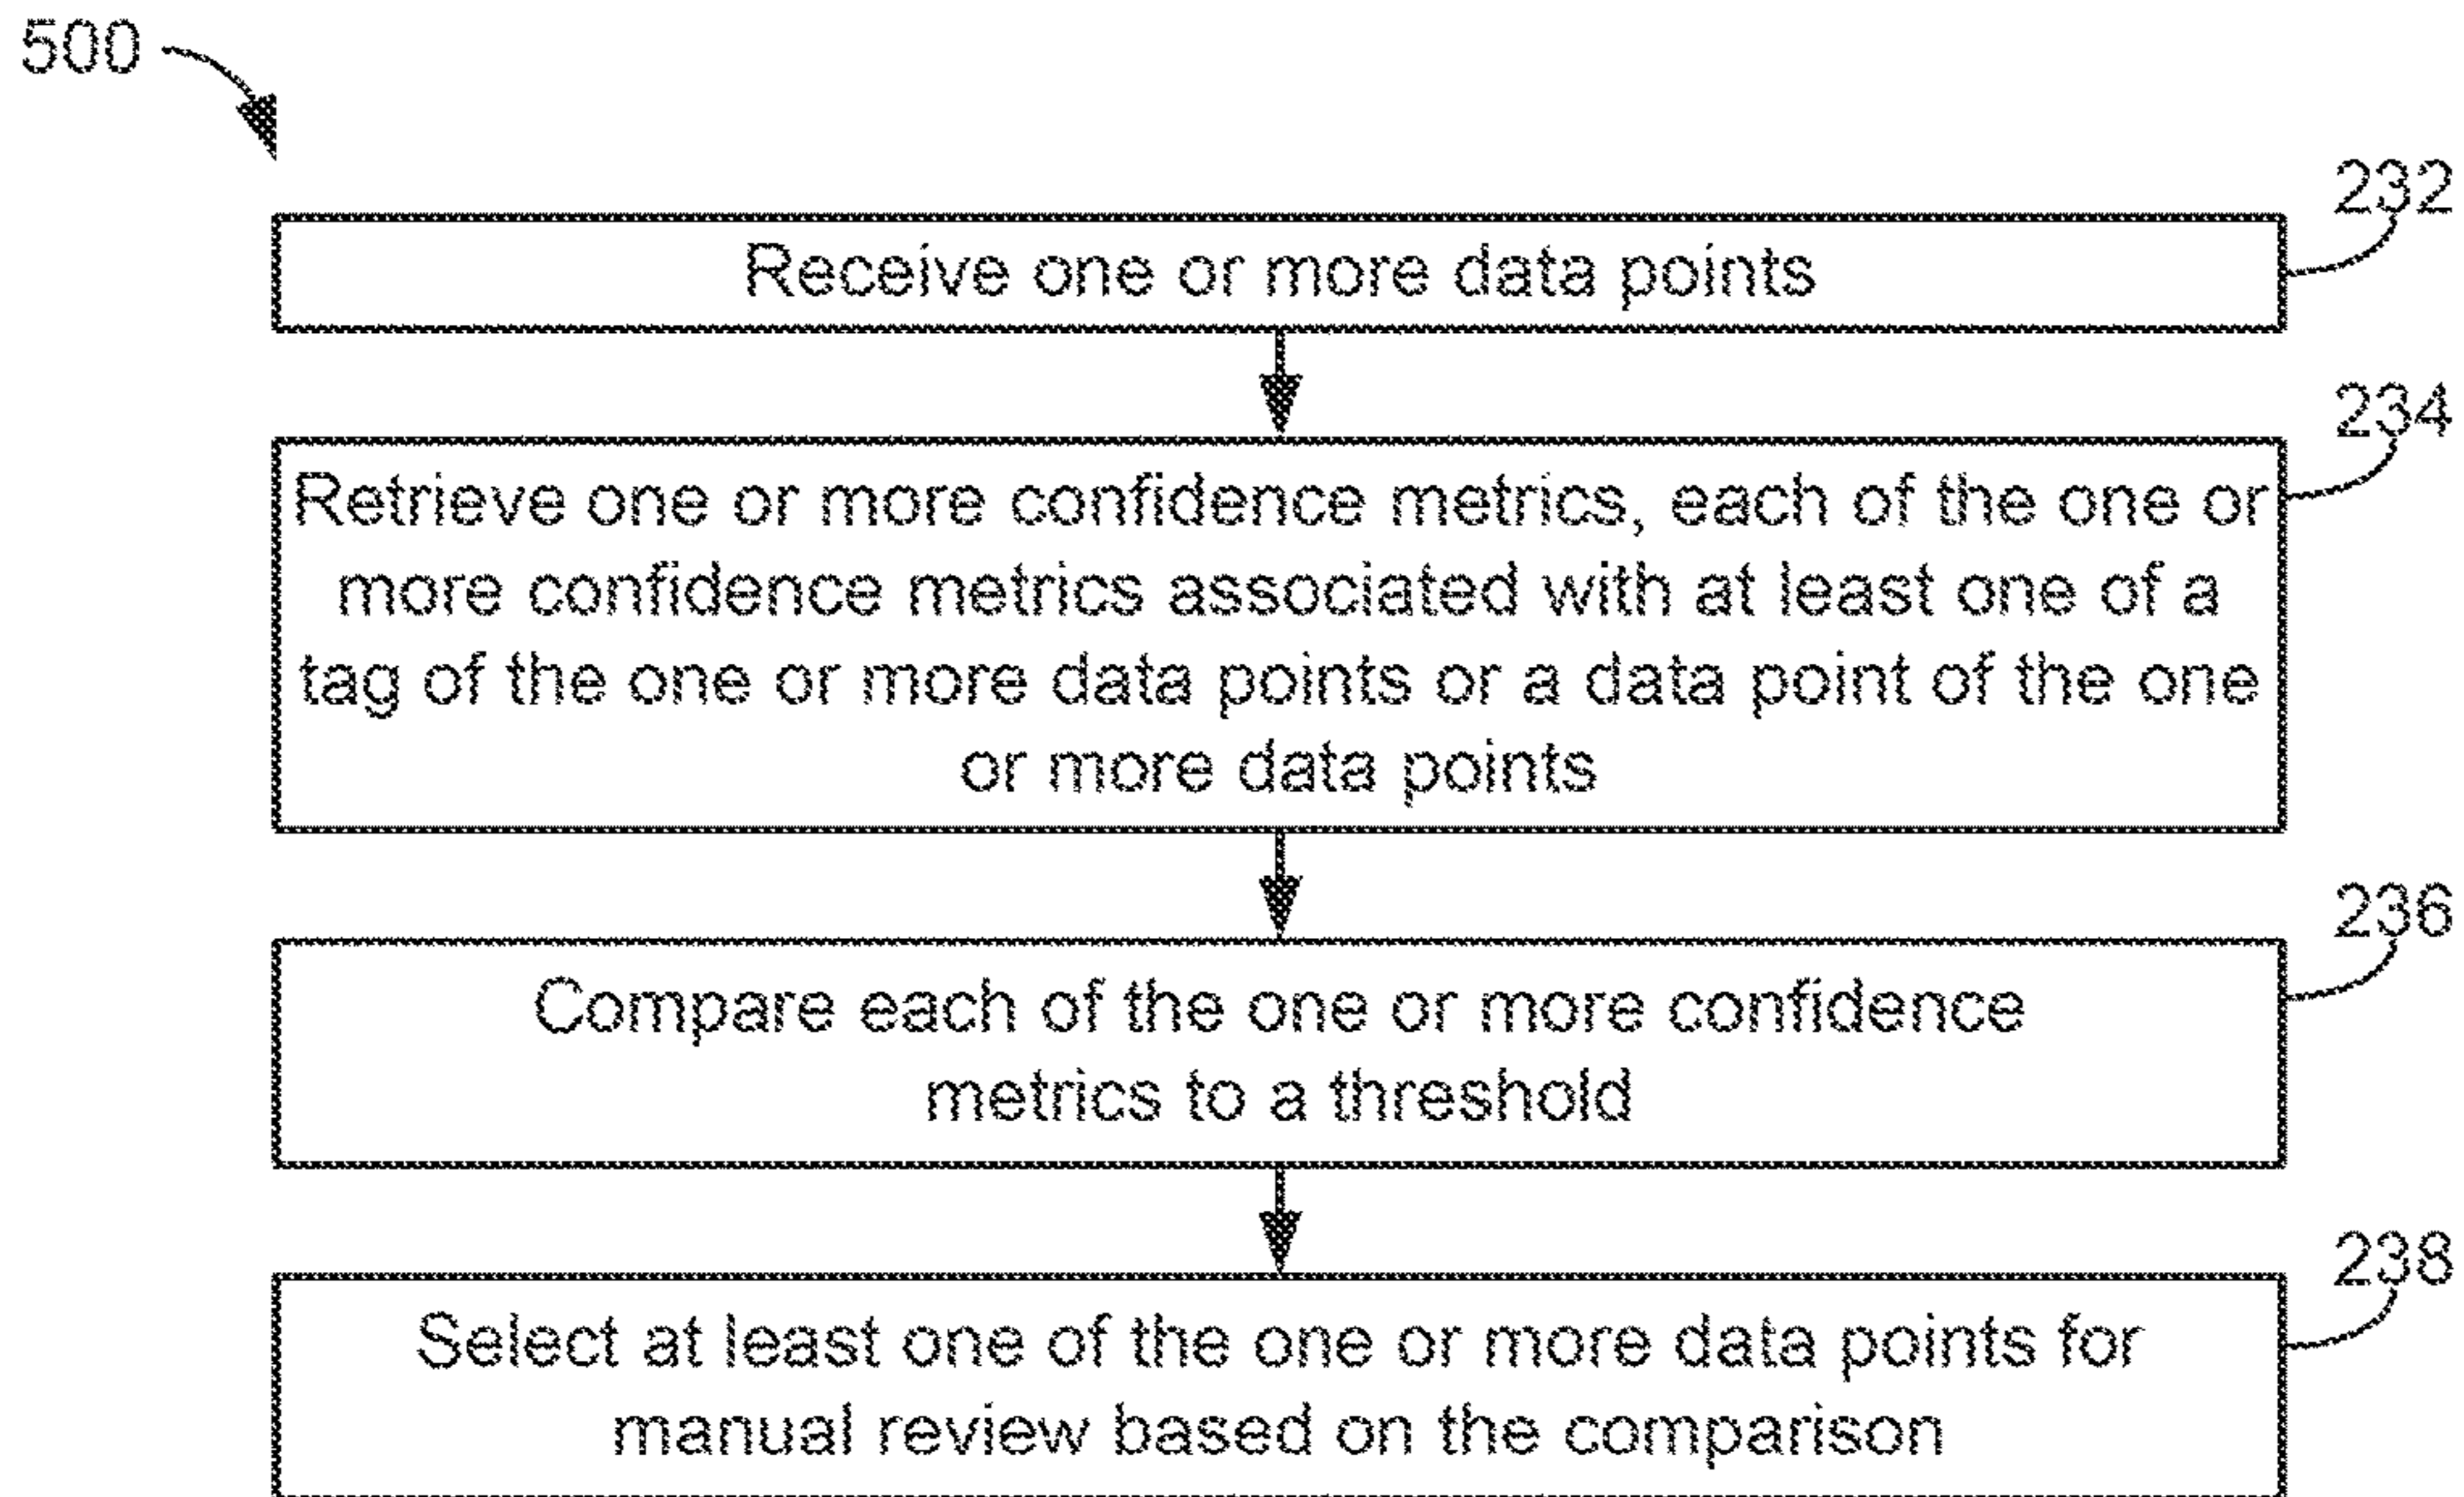 500
232
Receive one or more data points
234
Retrieve one or more confidence metrics, each of the one or
more confidence metrics associated with at least one of a
tag of the one or more data points or a data point of the one
or more data points
236
Compare each of the one or more confidence
metrics to a threshold
238
Select at least one of the one or more data points for
manual review based on the comparison